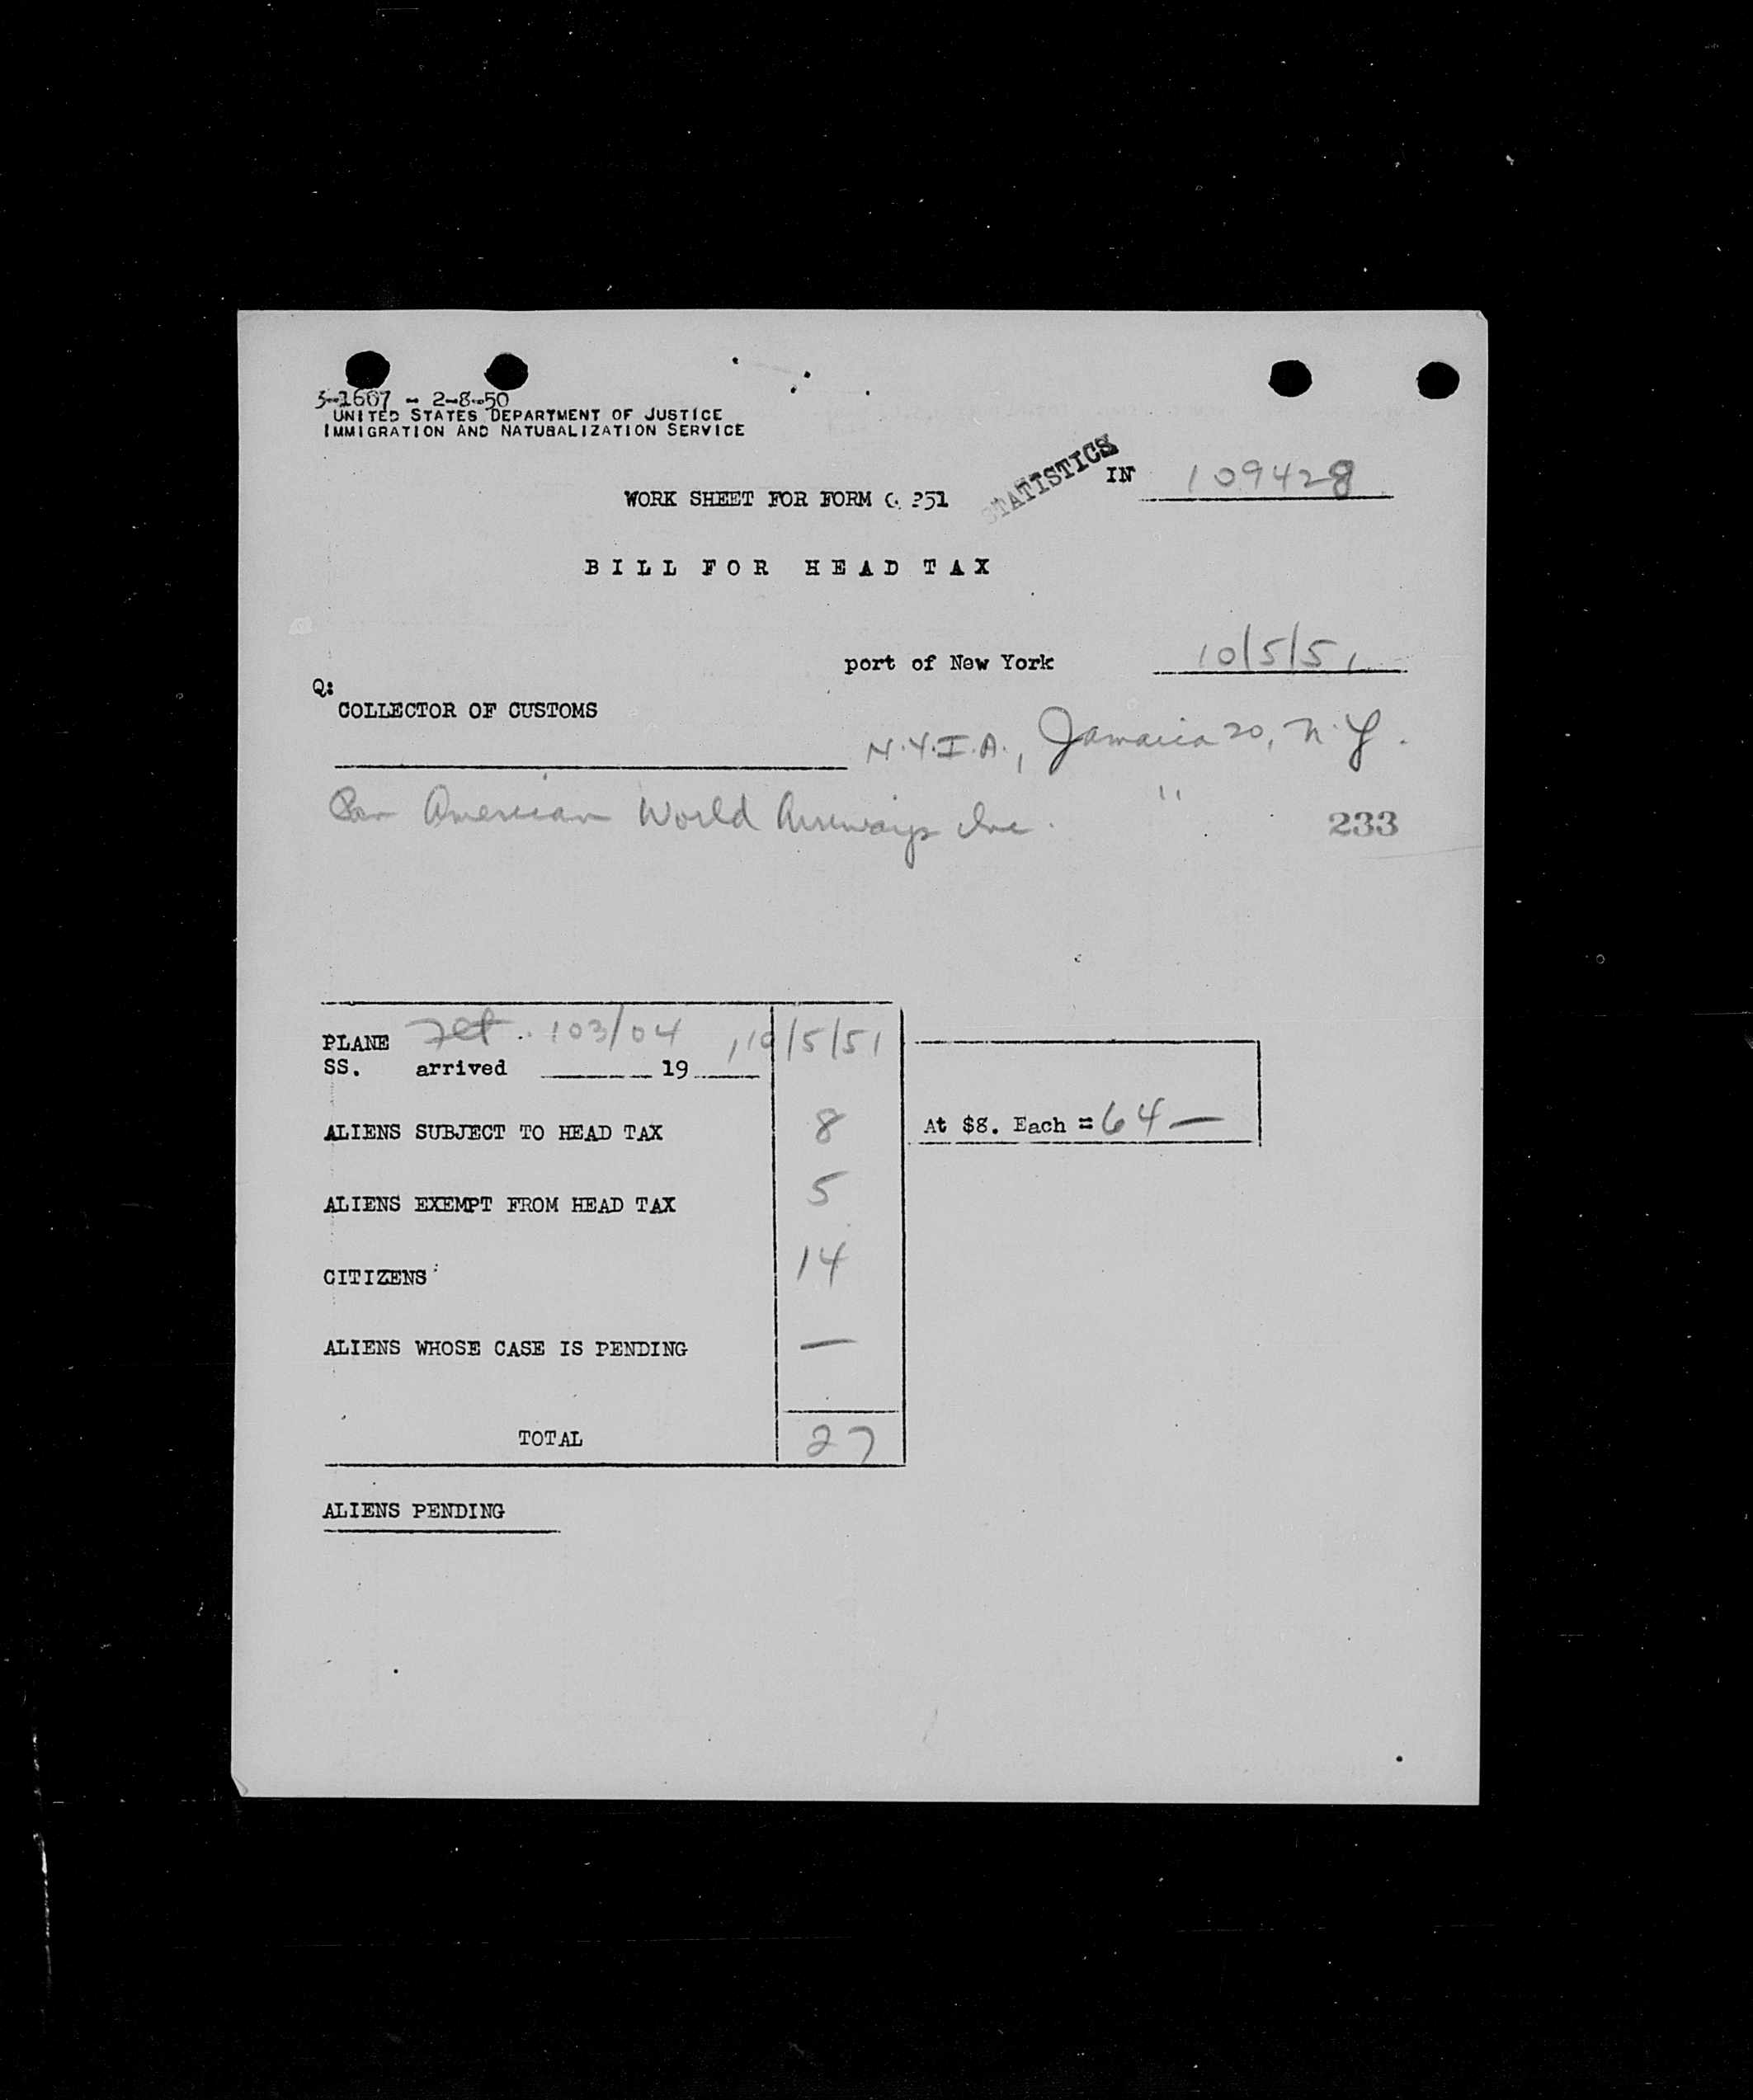 3-1607 - 2-8-50
UNITED STATES DEPARTMENT OF JUSTICE
IMMIGRATION AND NATURALIZATION SERVICE
STATISTICS
IN 109428
WORK SHEET FOR FORM 251
BILL FOR HEAD TAX
port of New York 10/5/51
Q:
COLLECTOR OF CUSTOMS
N.Y.I.A., Jamaica 20, N.Y.
Pan American World Airways Inc. "
233
PLANE 103/04, 10/5/51
SS. arrived 19
ALIENS SUBJECT TO HEAD TAX 8 At $8. Each = 64 —
ALIENS EXEMPT FROM HEAD TAX 5
CITIZENS 14
ALIENS WHOSE CASE IS PENDING —
TOTAL 27
ALIENS PENDING